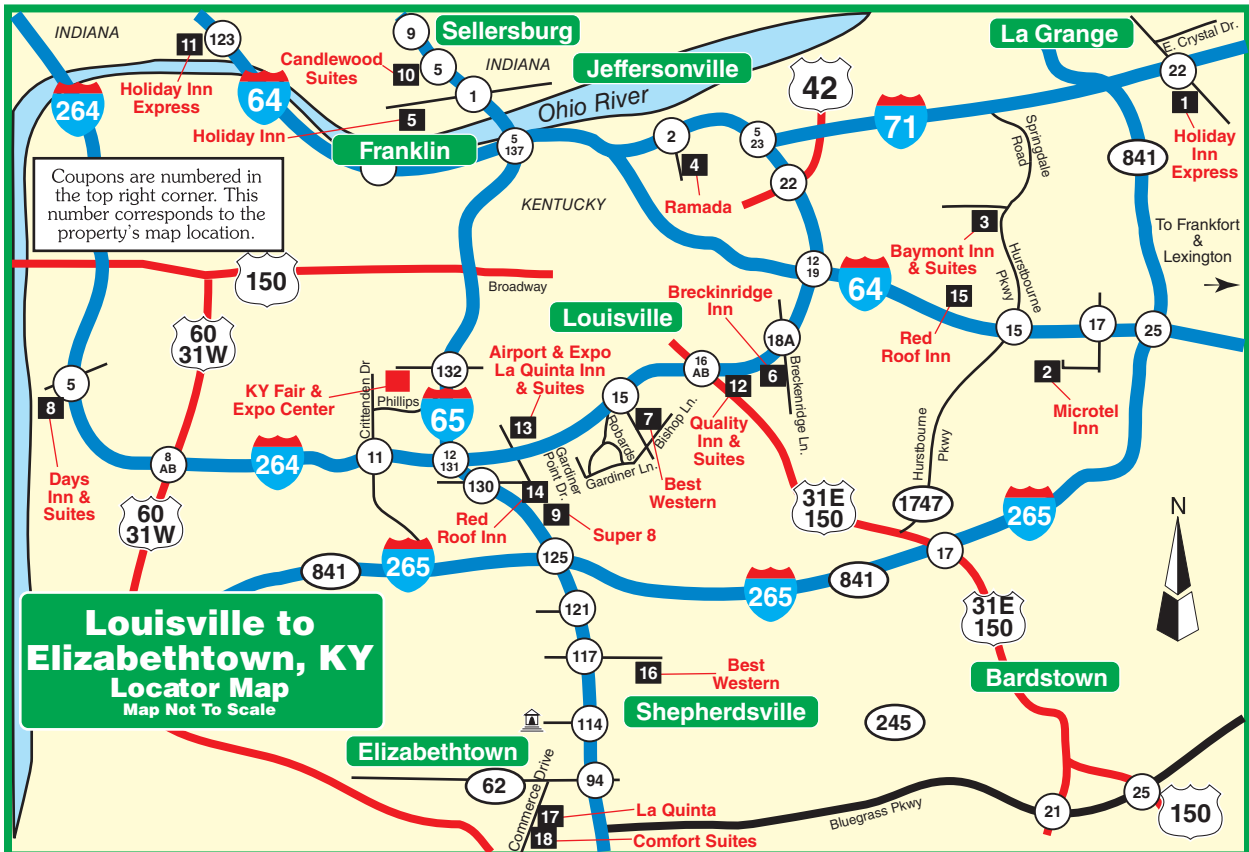 INDIANA
11
123
Holiday Inn
Express
264
64
Sellersburg
9
Candlewood
Suites
10
5
INDIANA
1
Jeffersonville
5
Holiday Inn
Ohio River
Franklin
5
137
La Grange
E. Crystal Dr.
22
1
Holiday
Inn
Express
42
71
2
5
23
4
Ramada
22
841
Springdale
Road
Coupons are numbered in
the top right corner. This
number corresponds to the
property's map location.
KENTUCKY
3
Baymont Inn
& Suites
Hurstbourne
Pkwy
To Frankfort
&
Lexington
150
Broadway
12
19
64
15
Red
Roof Inn
15
17
25
2
Microtel
Inn
60
31W
Louisville
Breckinridge
Inn
18A
6
Breckenridge Ln.
16
AB
12
Quality
Inn &
Suites
5
8
Days
Inn &
Suites
KY Fair &
Expo Center
Crittenden Dr
Phillips
132
65
Airport & Expo
La Quinta Inn
& Suites
13
15
7
Robards
Bishop Ln.
Gardiner Ln.
Best
Western
Gardiner
Point Dr.
8
AB
264
11
12
131
130
14
Red
Roof Inn
9
Super 8
60
31W
Hurstbourne
Pkwy
1747
31E
150
265
17
N
841
265
125
265
841
31E
150
Louisville to
Elizabethtown, KY
Locator Map
Map Not To Scale
121
117
16
Best
Western
Shepherdsville
Bardstown
114
245
Elizabethtown
62
94
Commerce Drive
17
La Quinta
18
Comfort Suites
Bluegrass Pkwy
21
25
150